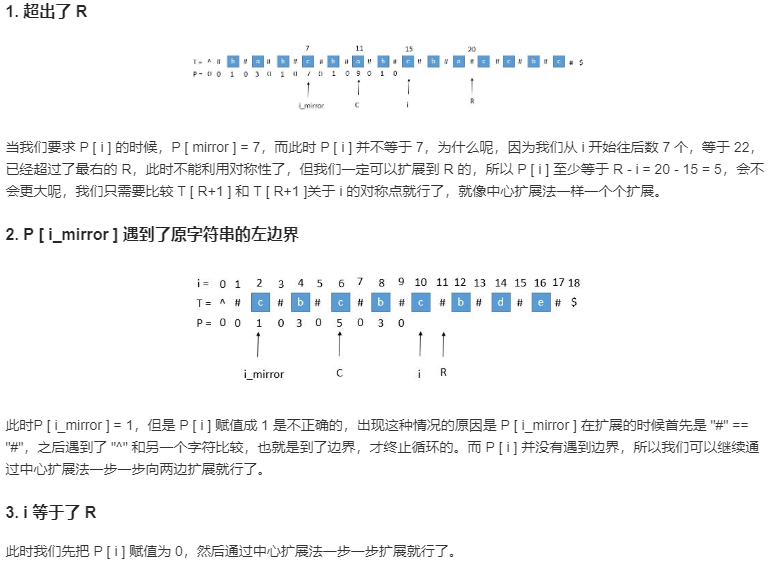 1. 超出了 R
7 11 15 20
T= ^ # b # a # b # c # b # a # b # c # b # a # c # c # b # c # $
P= 0 0 1 0 3 0 1 0 7 0 1 0 9 0 1 0
i_mirror C i R
当我们要求 P [ i ] 的时候，P [ mirror ] = 7，而此时 P [ i ] 并不等于 7，为什么呢，因为我们从 i 开始往后数 7 个，等于 22，
已经超过了最右的 R，此时不能利用对称性了，但我们一定可以扩展到 R 的，所以 P [ i ] 至少等于 R - i = 20 - 15 = 5，会不
会更大呢，我们只需要比较 T [ R+1 ] 和 T [ R+1 ]关于 i 的对称点就行了，就像中心扩展法一样一个个扩展。
2. P [ i_mirror ] 遇到了原字符串的左边界
i = 0 1 2 3 4 5 6 7 8 9 10 11 12 13 14 15 16 17 18
T = ^ # c # b # c # b # c # b # d # e # $
P = 0 0 1 0 3 0 5 0 3 0
i_mirror C i R
此时P [ i_mirror ] = 1，但是 P [ i ] 赋值成 1 是不正确的，出现这种情况的原因是 P [ i_mirror ] 在扩展的时候首先是 "#" ==
"#"，之后遇到了 "^" 和另一个字符比较，也就是到了边界，才终止循环的。而 P [ i ] 并没有遇到边界，所以我们可以继续通
过中心扩展法一步一步向两边扩展就行了。
3. i 等于了 R
此时我们先把 P [ i ] 赋值为 0，然后通过中心扩展法一步一步扩展就行了。